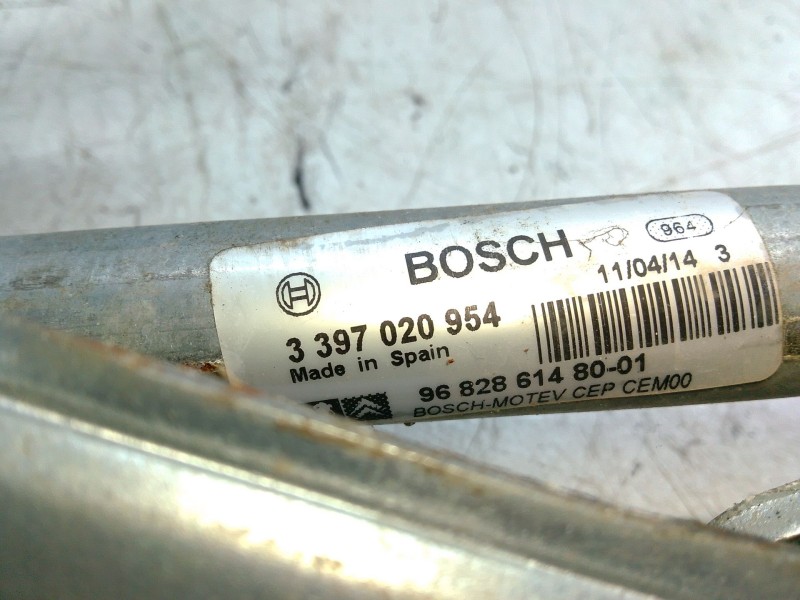 BOSCH
964
11/04/14 3
3 397 020 954
Made in Spain
96 828 614 80-01
BOSCH-MOTEV CEP CEM00